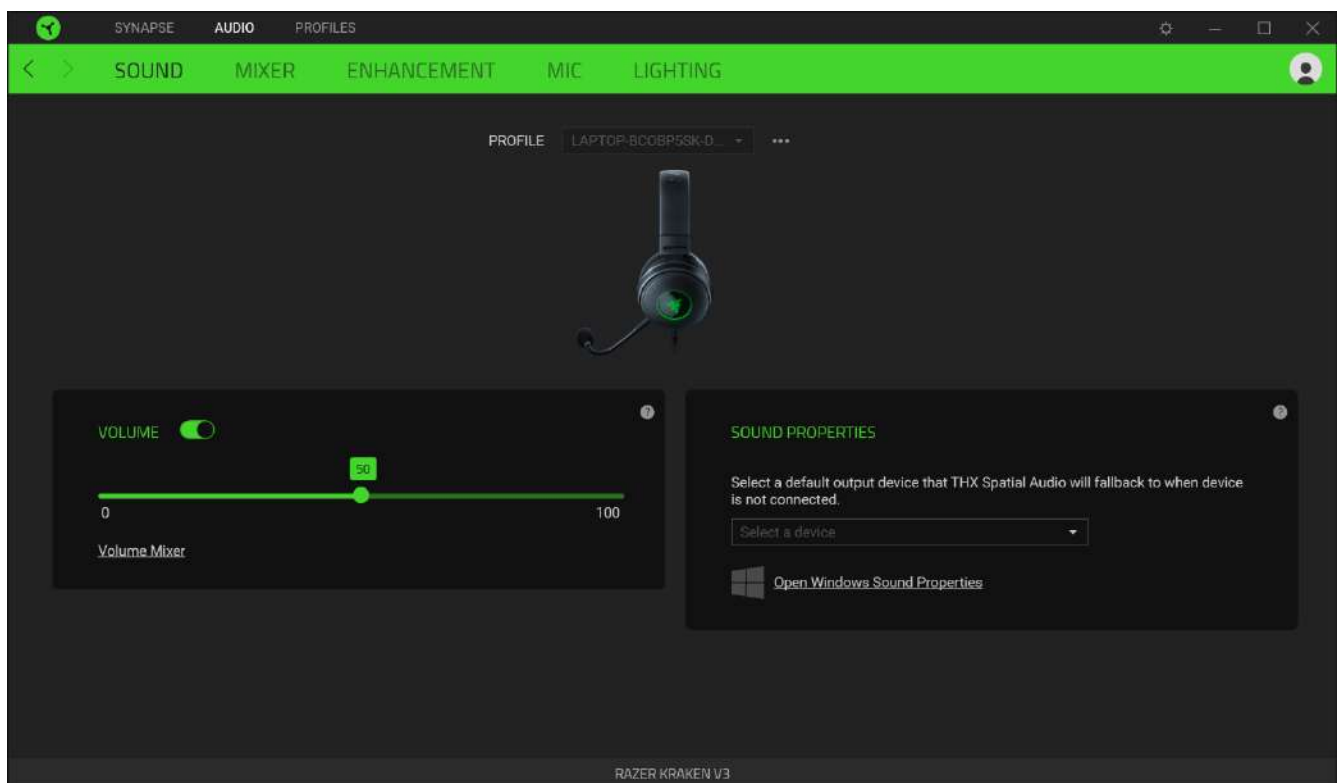 SYNAPSE AUDIO PROFILES
SOUND MIXER ENHANCEMENT MIC LIGHTING
PROFILE LAPTOP-BCOBP5SK-D...
VOLUME
50
0 100
Volume Mixer
SOUND PROPERTIES
Select a default output device that THX Spatial Audio will fallback to when device
is not connected.
Select a device
Open Windows Sound Properties
RAZER KRAKEN V3